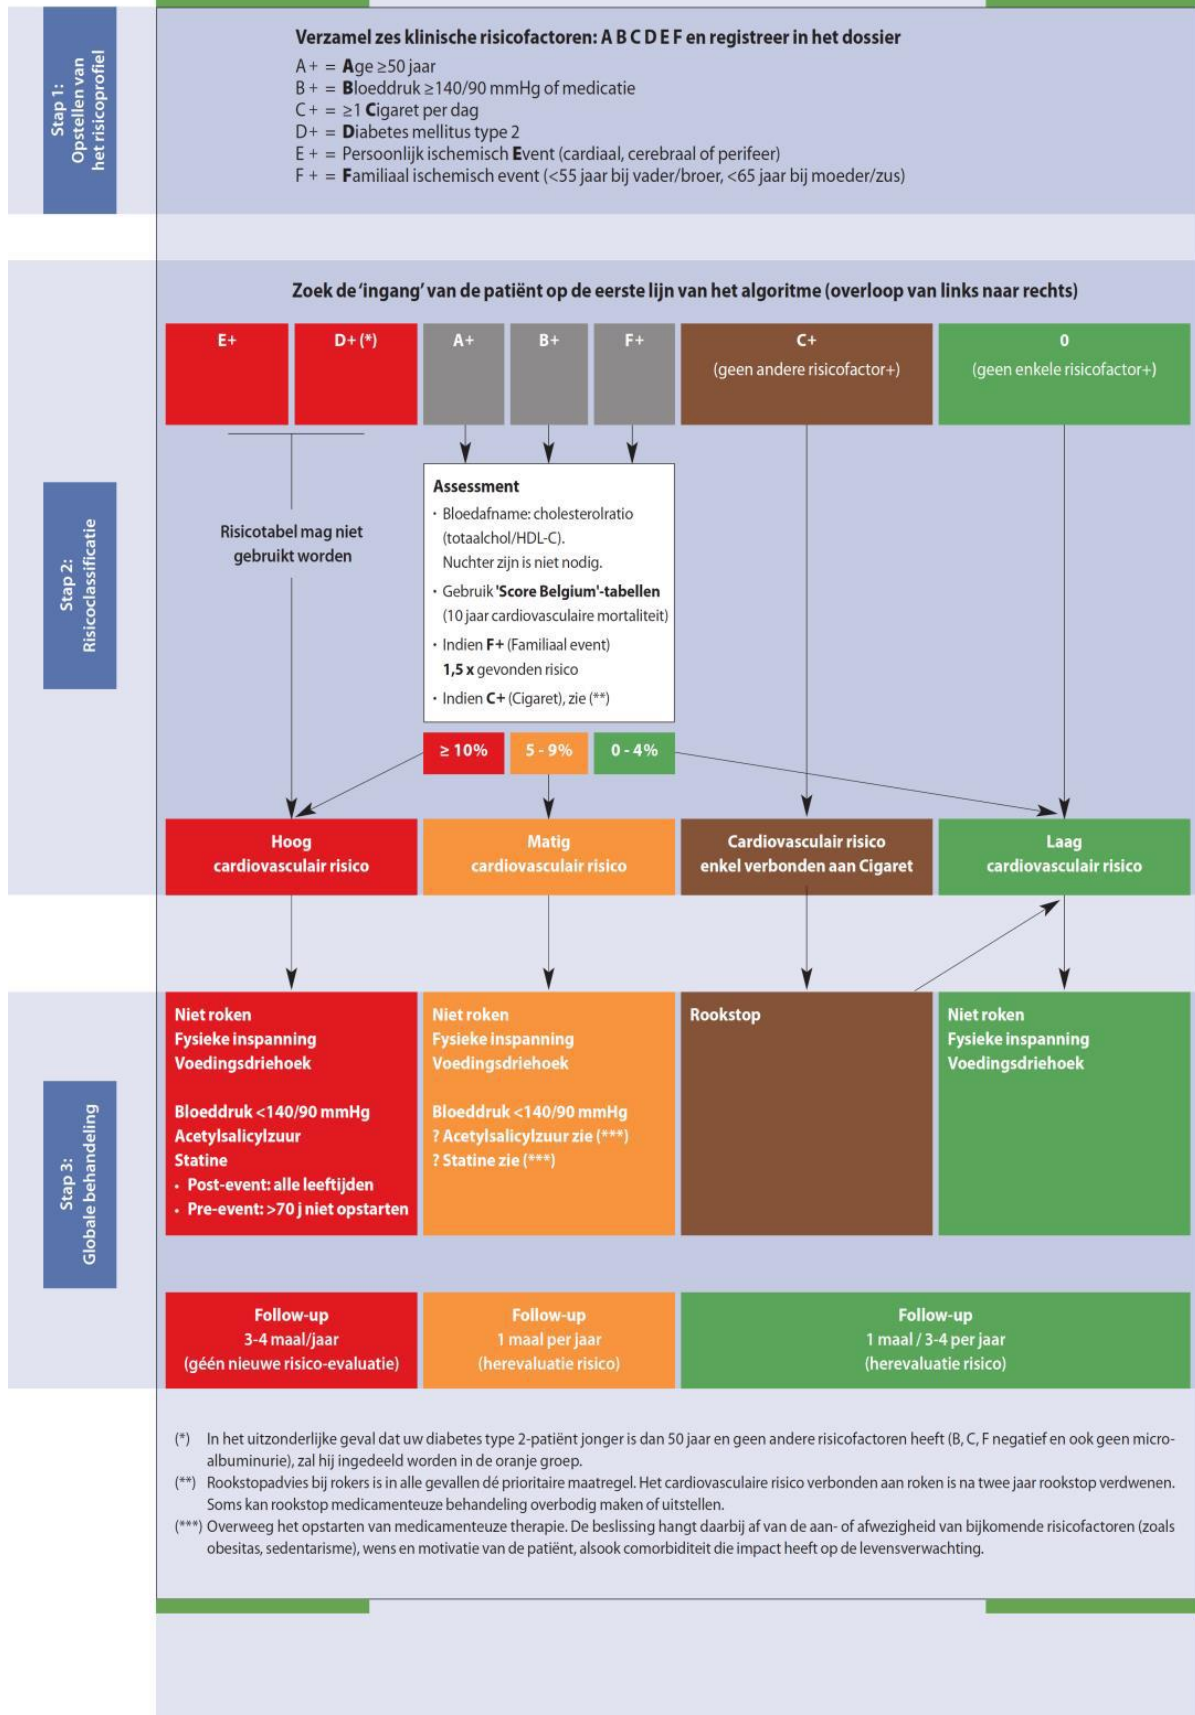 Stap 1:
Opstellen van
het risicoprofiel
Verzamel zes klinische risicofactoren: A B C D E F en registreer in het dossier
A + = Age ≥50 jaar
B + = Bloeddruk ≥140/90 mmHg of medicatie
C + = ≥1 Cigaret per dag
D+ = Diabetes mellitus type 2
E + = Persoonlijk ischemisch Event (cardiaal, cerebraal of perifeer)
F + = Familiaal ischemisch event (<55 jaar bij vader/broer, <65 jaar bij moeder/zus)
Stap 2:
Risicoclassificatie
Zoek de 'ingang' van de patiënt op de eerste lijn van het algoritme (overloop van links naar rechts)
E+
D+ (*)
A+
B+
F+
C+
(geen andere risicofactor+)
0
(geen enkele risicofactor+)
Risicotabel mag niet
gebruikt worden
Assessment
• Bloedafname: cholesterolratio
(totaalchol/HDL-C).
Nuchter zijn is niet nodig.
• Gebruik 'Score Belgium'-tabellen
(10 jaar cardiovasculaire mortaliteit)
• Indien F+ (Familiaal event)
1,5 x gevonden risico
• Indien C+ (Cigaret), zie (**)
≥ 10%
5 - 9%
0 - 4%
Hoog
cardiovasculair risico
Matig
cardiovasculair risico
Cardiovasculair risico
enkel verbonden aan Cigaret
Laag
cardiovasculair risico
Stap 3:
Globale behandeling
Niet roken
Fysieke inspanning
Voedingsdriehoek
Bloeddruk <140/90 mmHg
Acetylsalicylzuur
Statine
• Post-event: alle leeftijden
• Pre-event: >70 j niet opstarten
Niet roken
Fysieke inspanning
Voedingsdriehoek
Bloeddruk <140/90 mmHg
? Acetylsalicylzuur zie (***)
? Statine zie (***)
Rookstop
Niet roken
Fysieke inspanning
Voedingsdriehoek
Follow-up
3-4 maal/jaar
(géén nieuwe risico-evaluatie)
Follow-up
1 maal per jaar
(herevaluatie risico)
Follow-up
1 maal / 3-4 per jaar
(herevaluatie risico)
(*) In het uitzonderlijke geval dat uw diabetes type 2-patiënt jonger is dan 50 jaar en geen andere risicofactoren heeft (B, C, F negatief en ook geen micro-
albuminurie), zal hij ingedeeld worden in de oranje groep.
(**) Rookstopadvies bij rokers is in alle gevallen dé prioritaire maatregel. Het cardiovasculaire risico verbonden aan roken is na twee jaar rookstop verdwenen.
Soms kan rookstop medicamenteuze behandeling overbodig maken of uitstellen.
(***) Overweeg het opstarten van medicamenteuze therapie. De beslissing hangt daarbij af van de aan- of afwezigheid van bijkomende risicofactoren (zoals
obesitas, sedentarisme), wens en motivatie van de patiënt, alsook comorbiditeit die impact heeft op de levensverwachting.